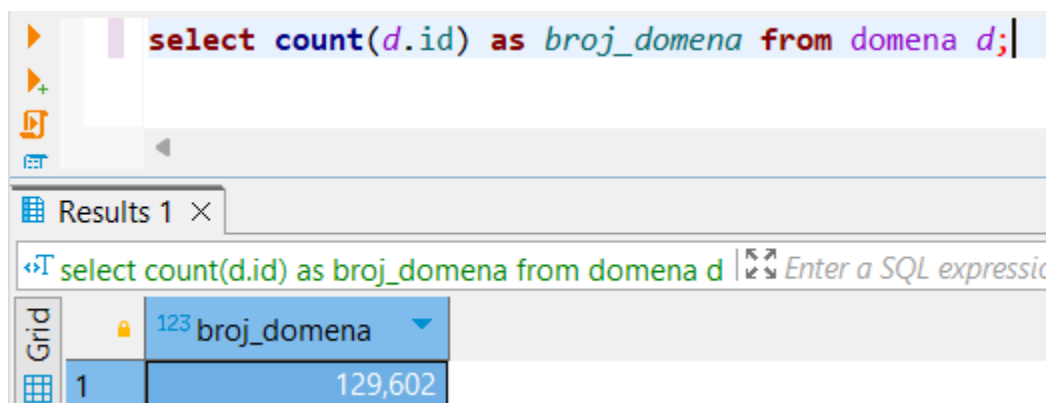 select count(d.id) as broj_domena from domena d;
Results 1
select count(d.id) as broj_domena from domena d Enter a SQL expressio
Grid
123 broj_domena
1 129,602